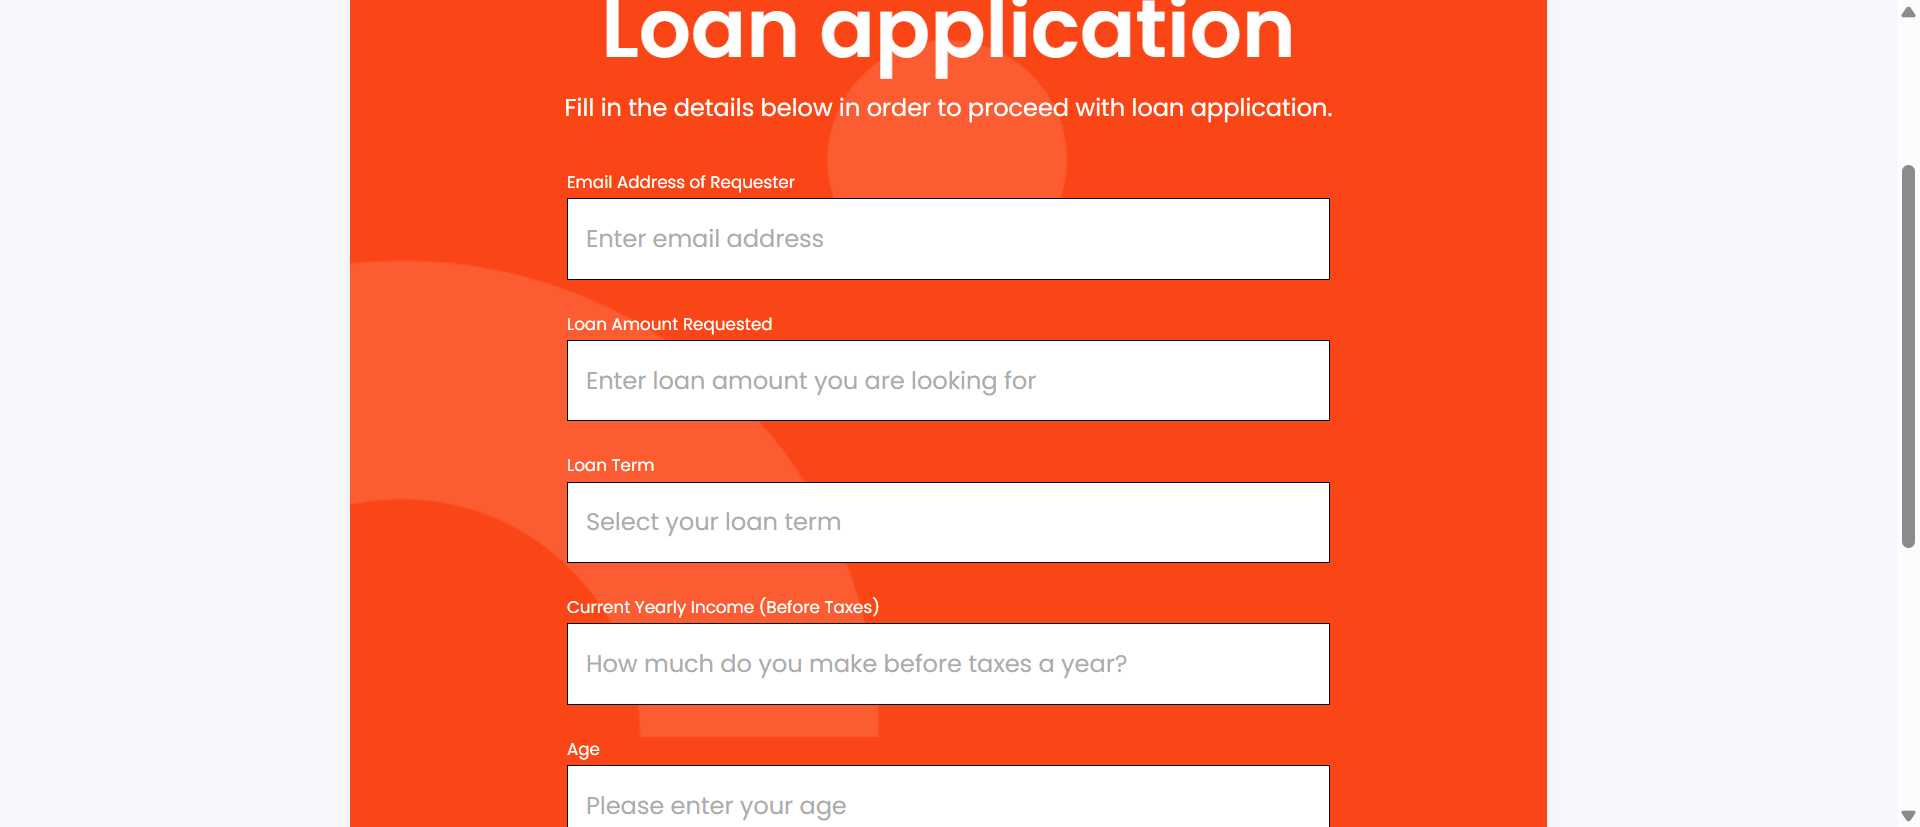 Loan application
Fill in the details below in order to proceed with loan application.
Email Address of Requester
Enter email address
Loan Amount Requested
Enter loan amount you are looking for
Loan Term
Select your loan term
Current Yearly Income (Before Taxes)
How much do you make before taxes a year?
Age
Please enter your age